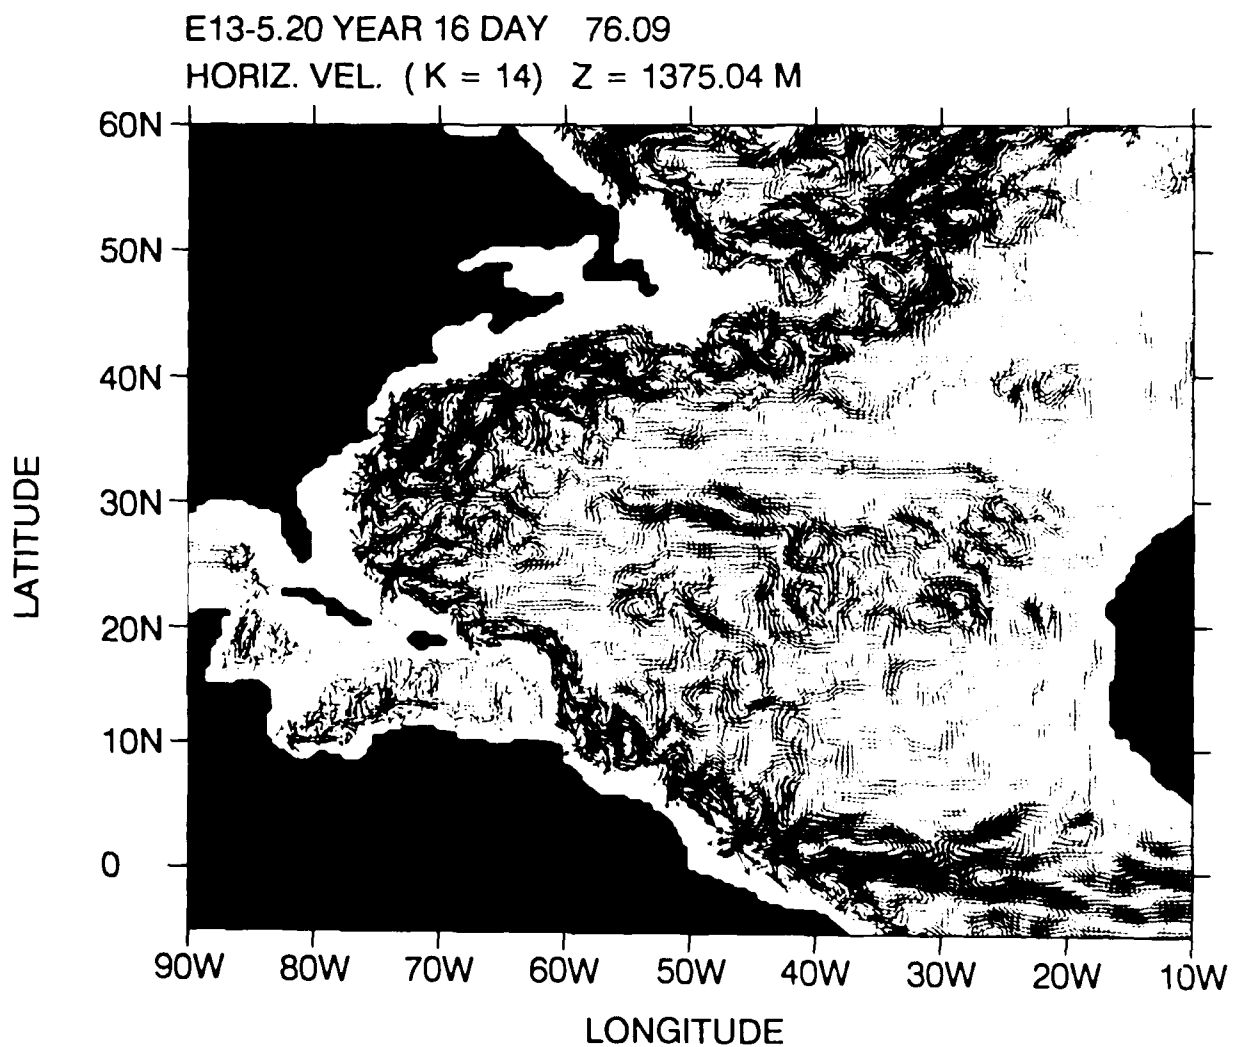 E13-5.20 YEAR 16 DAY 76.09
HORIZ. VEL. ( K = 14) Z = 1375.04 M
60N
50N
40N
30N
20N
10N
0
LATITUDE
90W 80W 70W 60W 50W 40W 30W 20W 10W
LONGITUDE